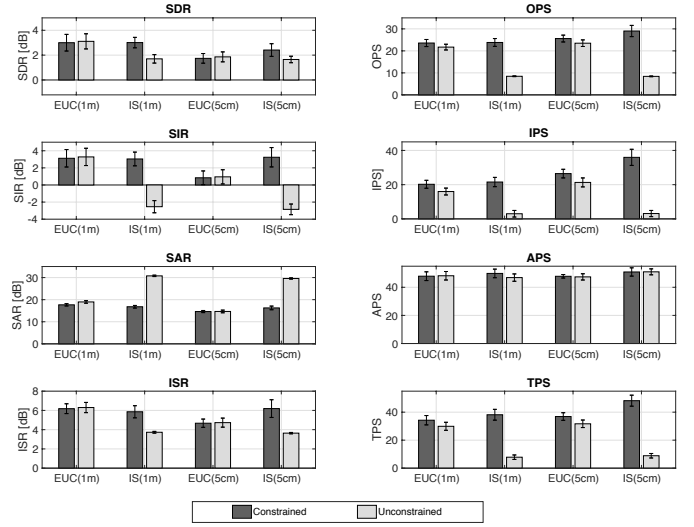 SDR
SDR [dB]
4
2
0
EUC(1m) IS(1m) EUC(5cm) IS(5cm)
OPS
OPS
30
20
10
0
EUC(1m) IS(1m) EUC(5cm) IS(5cm)
SIR
SIR [dB]
4
2
0
-2
-4
EUC(1m) IS(1m) EUC(5cm) IS(5cm)
IPS
IPS]
40
20
0
EUC(1m) IS(1m) EUC(5cm) IS(5cm)
SAR
SAR [dB]
30
20
10
0
EUC(1m) IS(1m) EUC(5cm) IS(5cm)
APS
APS
40
20
0
EUC(1m) IS(1m) EUC(5cm) IS(5cm)
ISR
ISR [dB]
8
6
4
2
0
EUC(1m) IS(1m) EUC(5cm) IS(5cm)
TPS
TPS
40
20
0
EUC(1m) IS(1m) EUC(5cm) IS(5cm)
Constrained Unconstrained